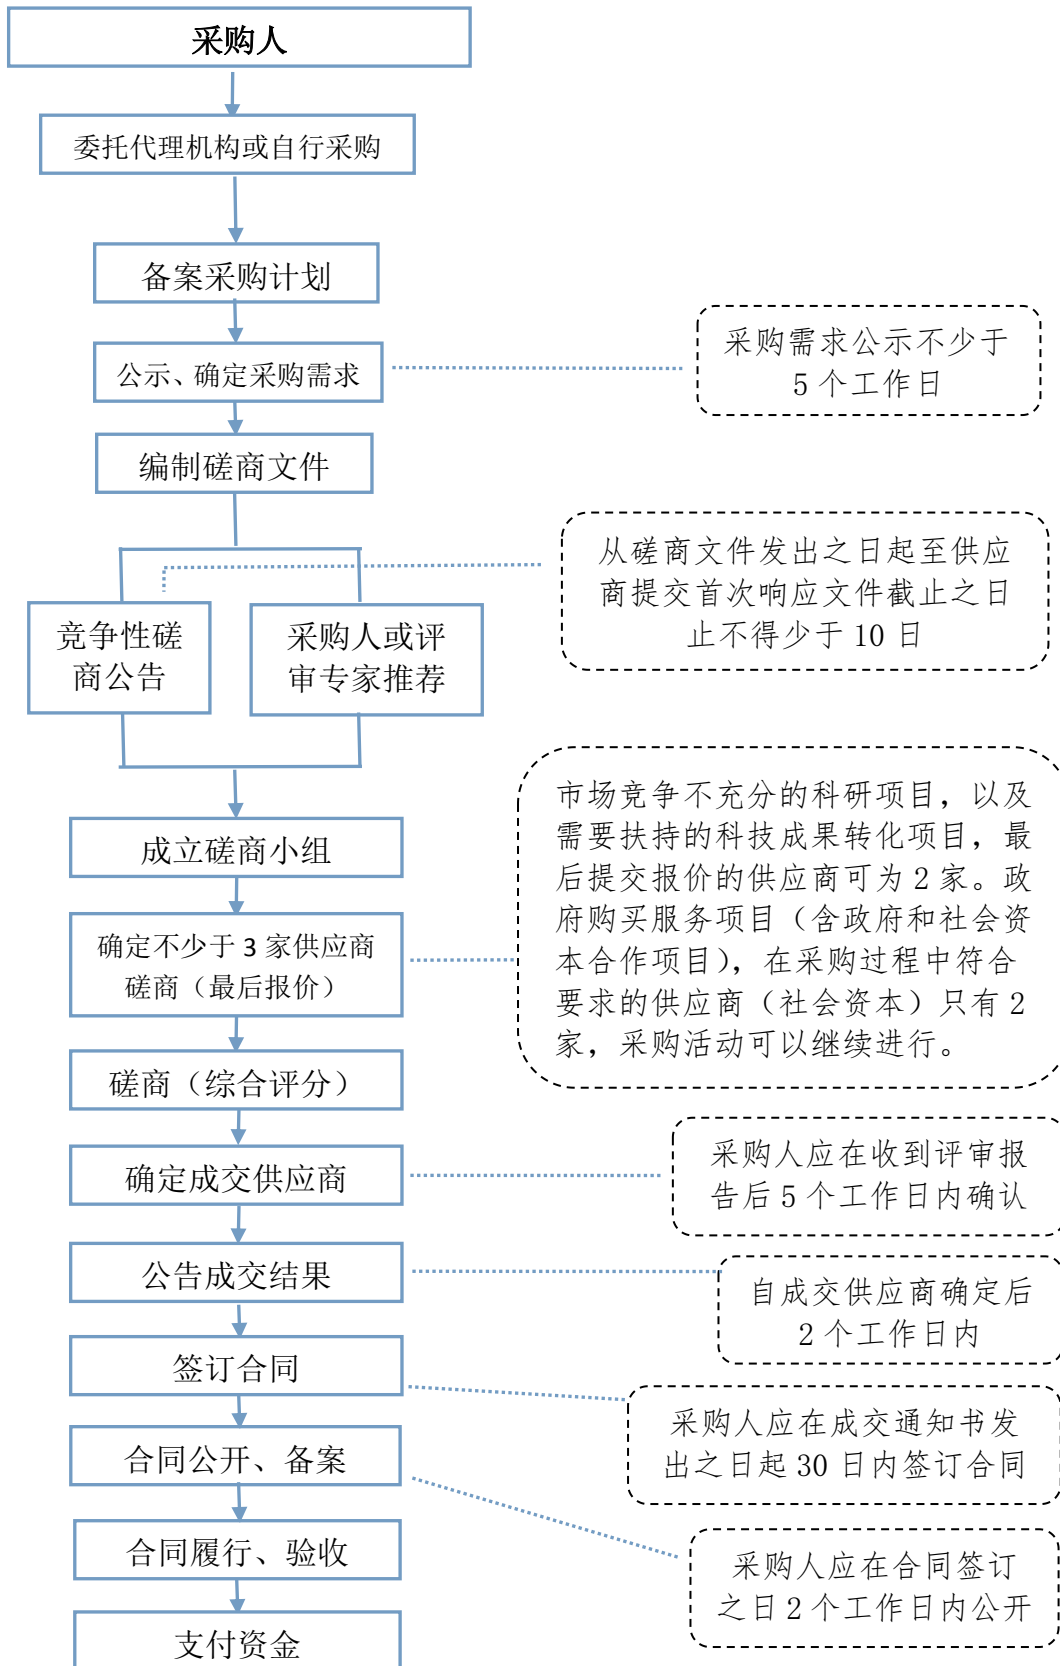 采购人
委托代理机构或自行采购
备案采购计划
公示、确定采购需求
采购需求公示不少于
5 个工作日
编制磋商文件
从磋商文件发出之日起至供应
商提交首次响应文件截止之日
止不得少于 10 日
竞争性磋
商公告
采购人或评
审专家推荐
成立磋商小组
确定不少于 3 家供应商
磋商（最后报价）
市场竞争不充分的科研项目，以及
需要扶持的科技成果转化项目，最
后提交报价的供应商可为 2 家。政
府购买服务项目（含政府和社会资
本合作项目），在采购过程中符合
要求的供应商（社会资本）只有 2
家，采购活动可以继续进行。
磋商（综合评分）
确定成交供应商
采购人应在收到评审报
告后 5 个工作日内确认
公告成交结果
自成交供应商确定后
2 个工作日内
签订合同
采购人应在成交通知书发
出之日起 30 日内签订合同
合同公开、备案
合同履行、验收
采购人应在合同签订
之日 2 个工作日内公开
支付资金